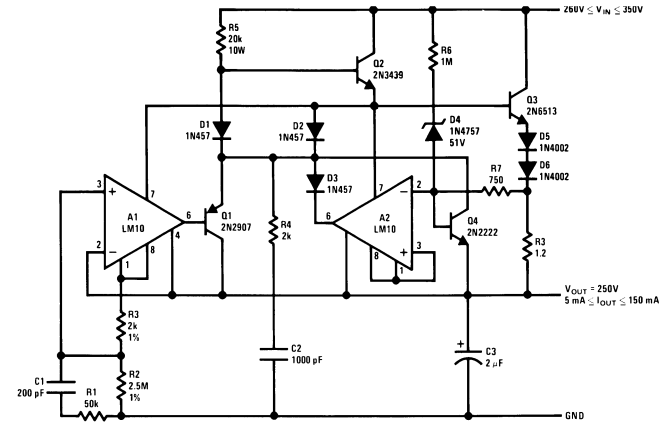 260V ≤ VIN ≤ 350V
R5
20k
10W
Q2
2N3439
R6
1M
Q3
2N6513
D1
1N457
D2
1N457
D4
1N4757
51V
D5
1N4002
D6
1N4002
R7
750
D3
1N457
3
+
7
A1
LM10
6
2
−
4
8
1
Q1
2N2907
R4
2k
7
2
−
6
A2
LM10
+
3
8
1
Q4
2N2222
R3
1.2
VOUT = 250V
5 mA ≤ IOUT ≤ 150 mA
R3
2k
1%
C2
1000 pF
+
C3
2 μF
C1
200 pF
R1
50k
R2
2.5M
1%
GND